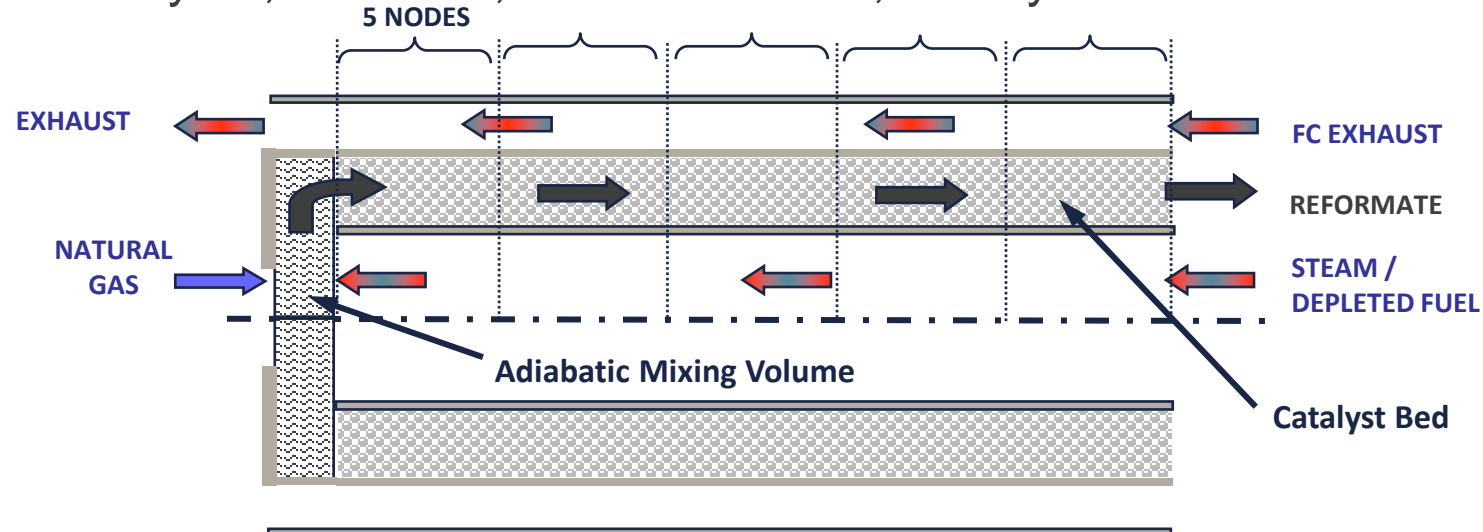 5 NODES
EXHAUST
FC EXHAUST
REFORMATE
NATURAL
GAS
STEAM /
DEPLETED FUEL
Adiabatic Mixing Volume
Catalyst Bed